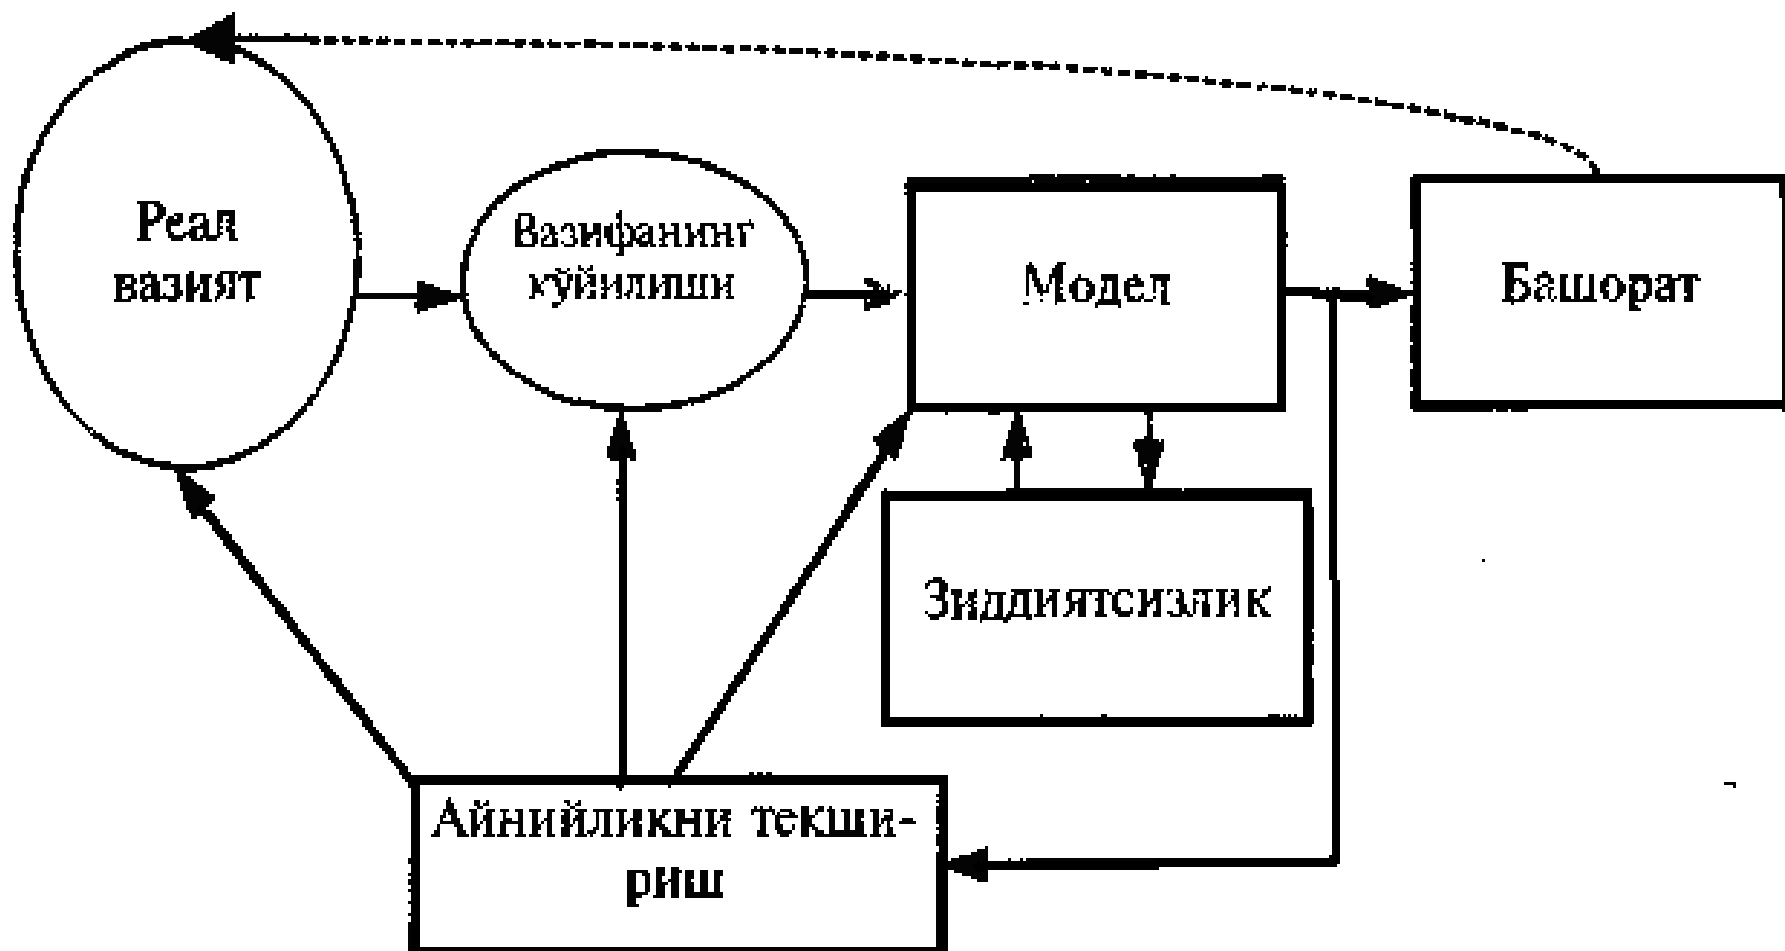 Реал
вазият
Вазифанинг
қўйилиши
Модел
Башорат
Зиддиятсизлик
Айнийликни текши-
риш